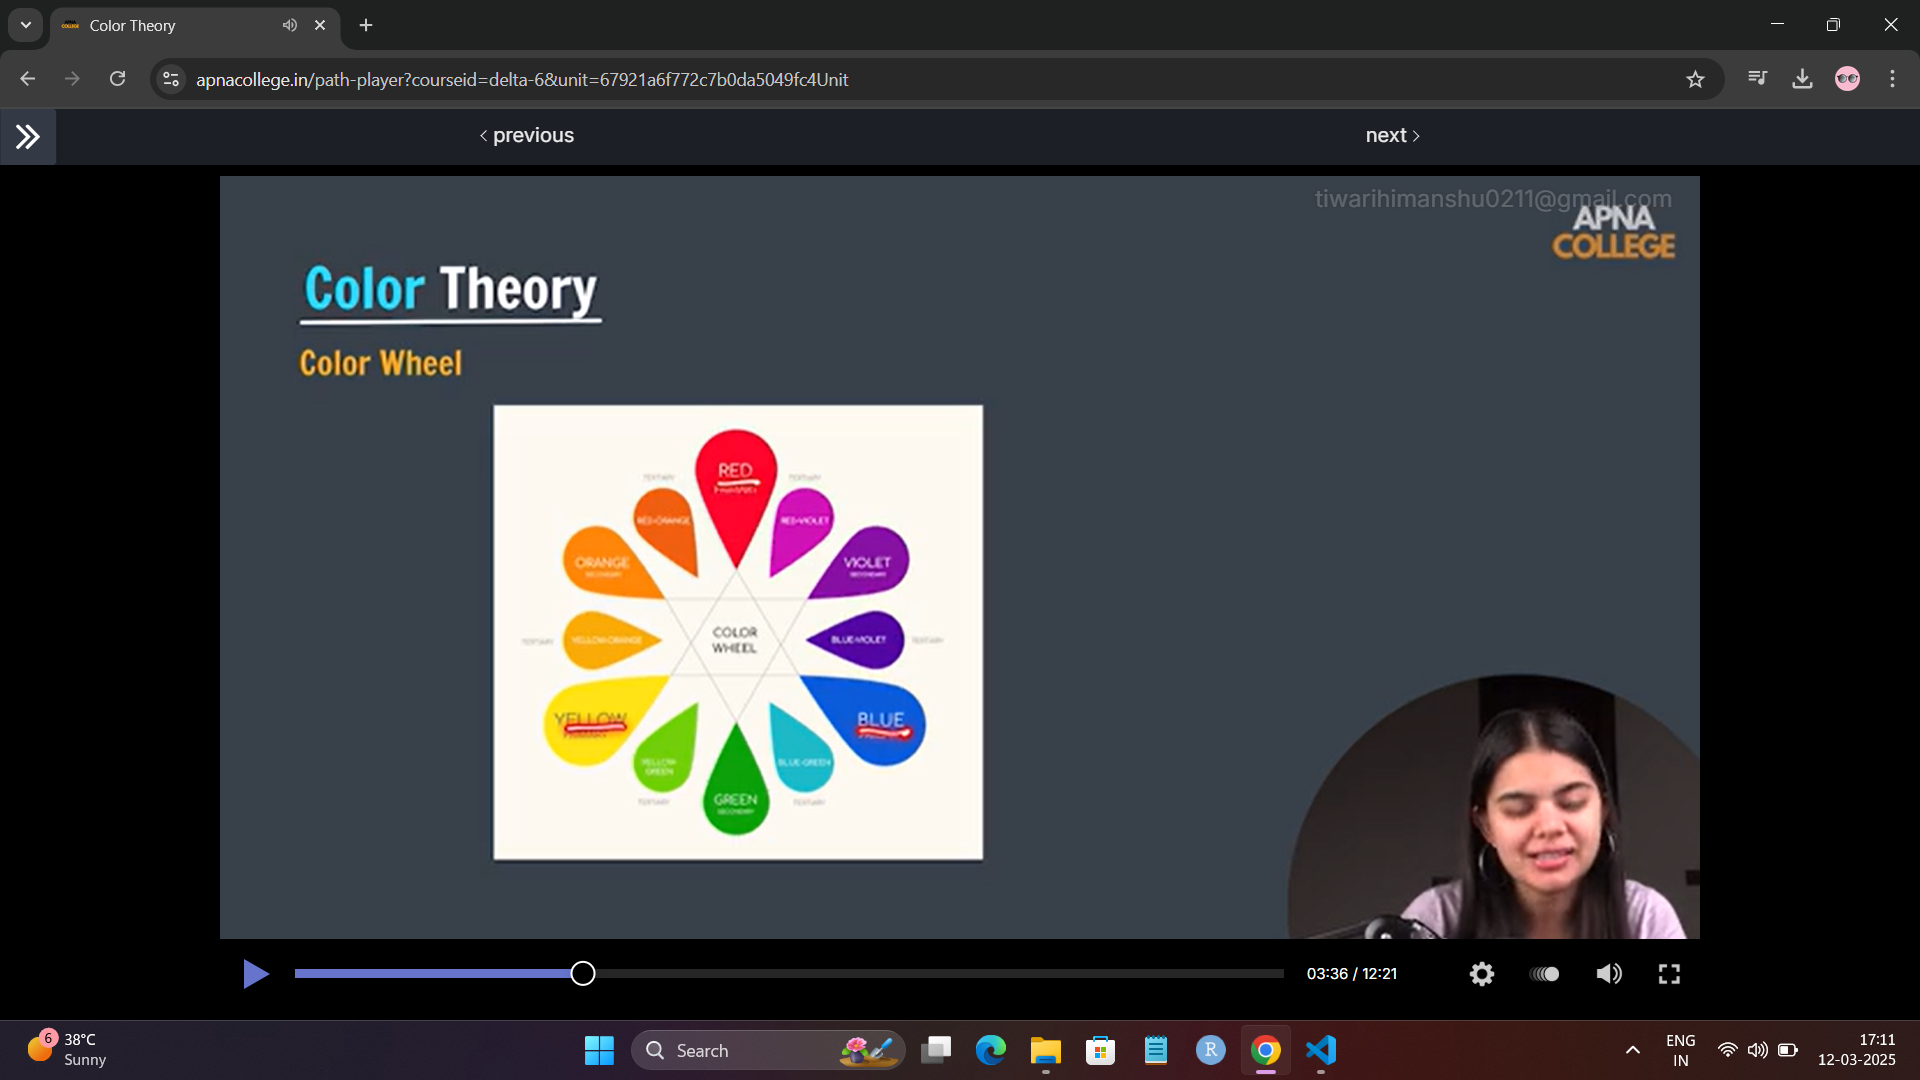 COLLEGE
Color Theory
apnacollege.in/path-player?courseid=delta-6&unit=67921a6f772c7b0da5049fc4Unit
previous
next
tiwarihimanshu0211@gmail.com
APNA
COLLEGE
Color Theory
Color Wheel
RED
TERTIARY
TERTIARY
RED-ORANGE
RED-VIOLET
ORANGE
SECONDARY
VIOLET
SECONDARY
COLOR
WHEEL
TERTIARY
YELLOW-ORANGE
BLUE-VIOLET
TERTIARY
YELLOW
BLUE
YELLOW-
GREEN
BLUE-GREEN
TERTIARY
GREEN
SECONDARY
TERTIARY
03:36 / 12:21
6
38°C
Sunny
Search
R
ENG
IN
17:11
12-03-2025